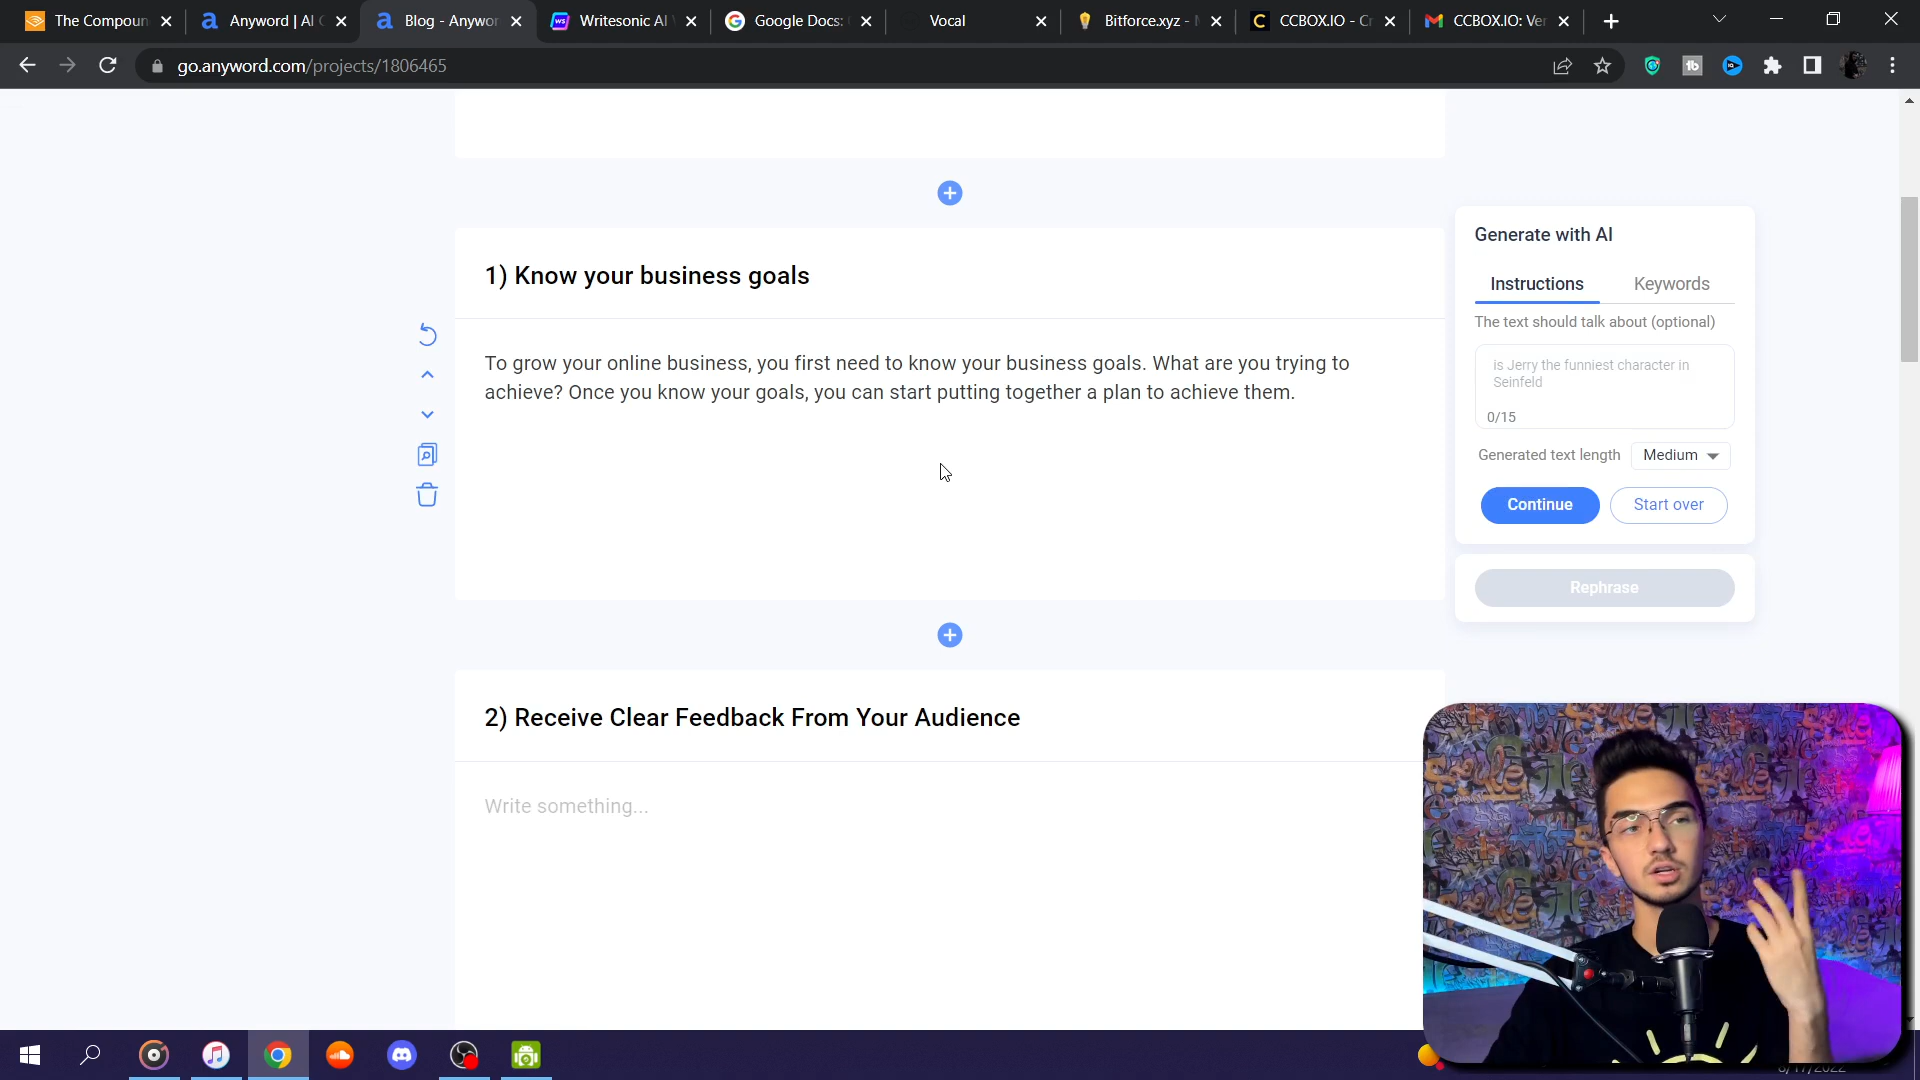 The Compoun
Anyword | AI C
Blog - Anywor
Writesonic AI
Google Docs:
Vocal
Bitforce.xyz -
CCBOX.IO - Cr
CCBOX.IO: Ver
go.anyword.com/projects/1806465
1) Know your business goals
To grow your online business, you first need to know your business goals. What are you trying to
achieve? Once you know your goals, you can start putting together a plan to achieve them.
Generate with AI
Instructions
Keywords
The text should talk about (optional)
is Jerry the funniest character in
Seinfeld
0/15
Generated text length
Medium
Continue
Start over
Rephrase
2) Receive Clear Feedback From Your Audience
Write something...